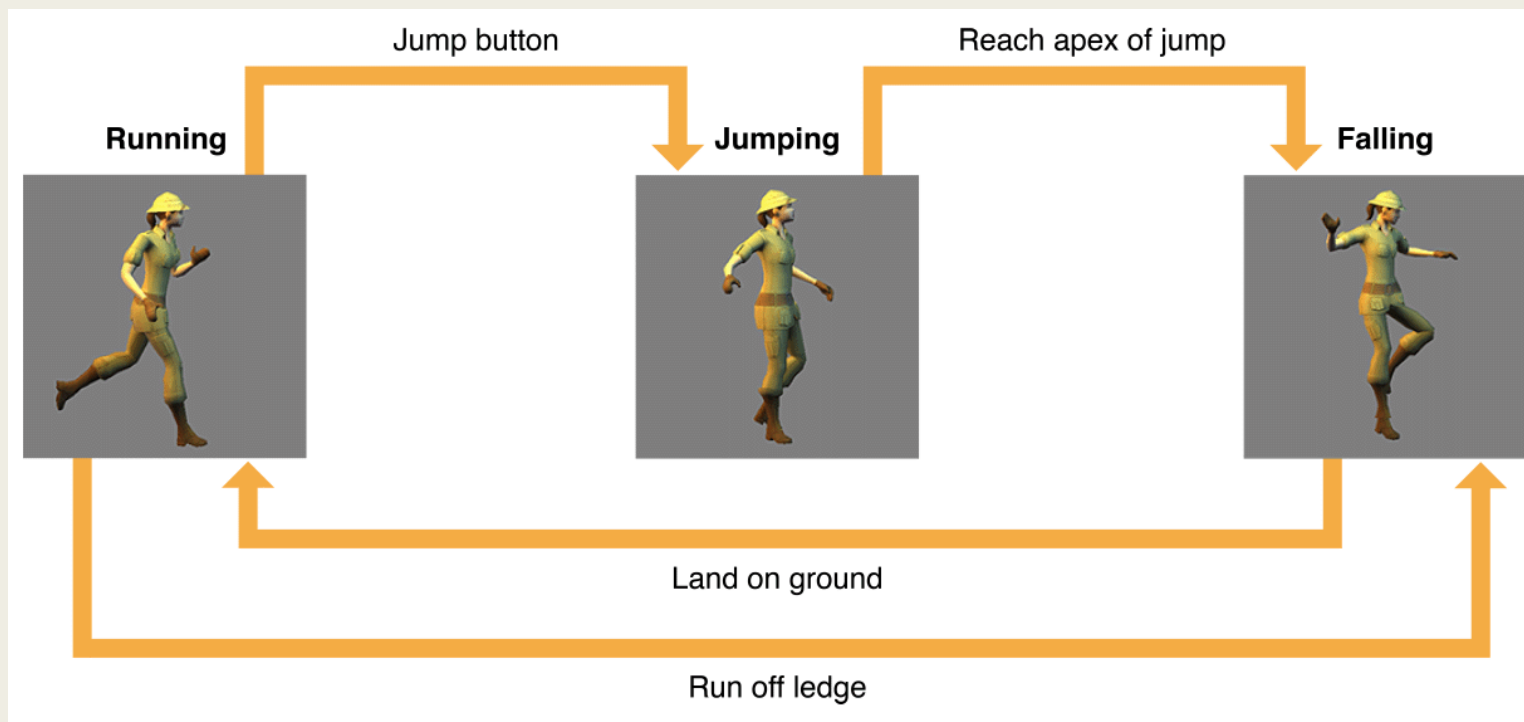 Jump button
Reach apex of jump
Running
Jumping
Falling
Land on ground
Run off ledge